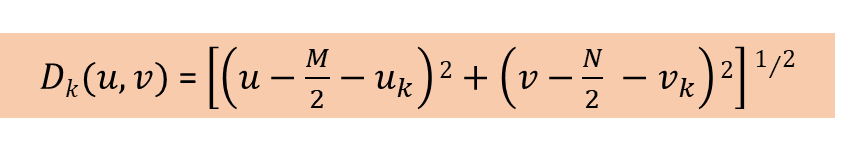 D_k(u, v) = [(u − M/2 − u_k)² + (v − N/2 − v_k)²]^{1/2}